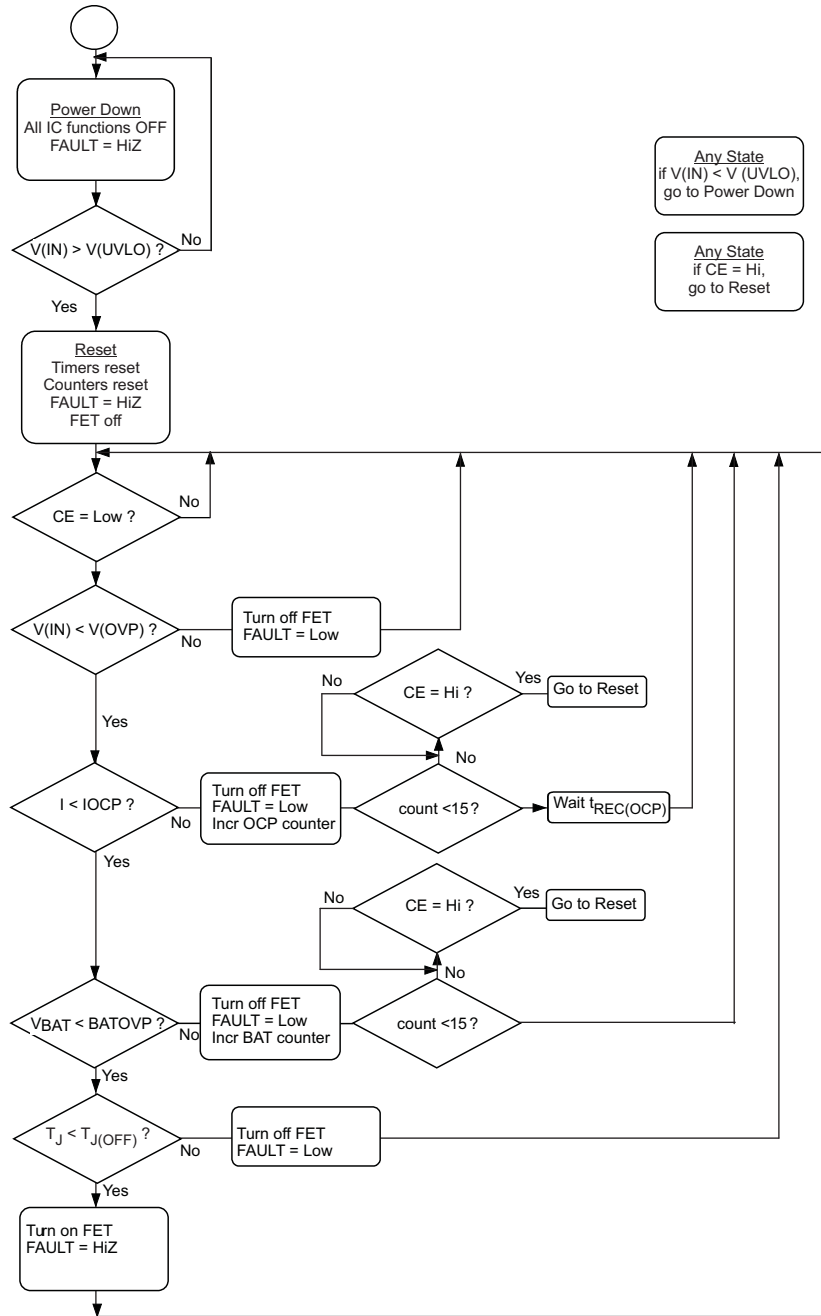 Power Down
All IC functions OFF
FAULT = HiZ
Any State
if V(IN) < V (UVLO),
go to Power Down
V(IN) > V(UVLO) ?
No
Any State
if CE = Hi,
go to Reset
Yes
Reset
Timers reset
Counters reset
FAULT = HiZ
FET off
CE = Low ?
No
V(IN) < V(OVP) ?
No
Turn off FET
FAULT = Low
Yes
No
CE = Hi ?
Yes
Go to Reset
No
I < IOCP ?
No
Turn off FET
FAULT = Low
Incr OCP counter
count <15?
Wait tREC(OCP)
Yes
No
CE = Hi ?
Yes
Go to Reset
No
VBAT < BATOVP ?
No
Turn off FET
FAULT = Low
Incr BAT counter
count <15?
Yes
TJ < TJ(OFF) ?
No
Turn off FET
FAULT = Low
Yes
Turn on FET
FAULT = HiZ